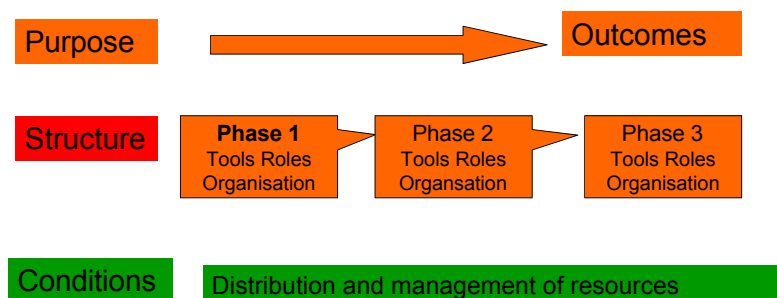 Purpose
Outcomes
Structure
Phase 1
Tools Roles
Organisation
Phase 2
Tools Roles
Organsation
Phase 3
Tools Roles
Organisation
Conditions
Distribution and management of resources